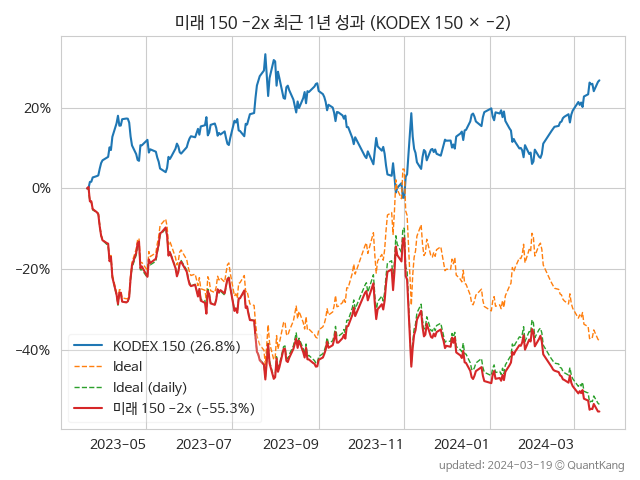 미래 150 −2x 최근 1년 성과 (KODEX 150 × −2)
20%
0%
−20%
−40%
KODEX 150 (26.8%)
Ideal
Ideal (daily)
미래 150 −2x (−55.3%)
2023−05 2023−07 2023−09 2023−11 2024−01 2024−03
updated: 2024−03−19 © QuantKang